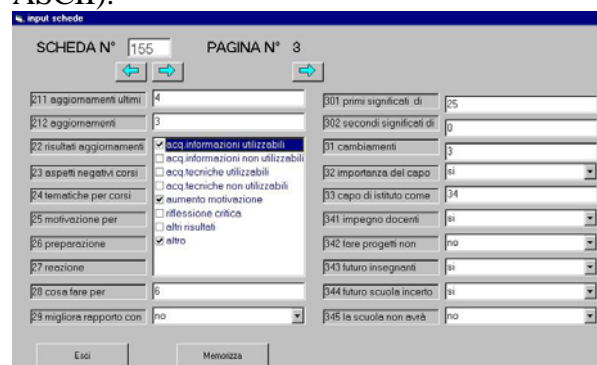 ASCII).
input schede
SCHEDA N° 155 PAGINA N° 3
211 aggiornamenti ultimi 4
212 aggiornamenti 3
22 risultati aggiornamenti
acq.informazioni utilizzabili
acq.informazioni non utilizzabili
acq.tecniche utilizzabili
acq.tecniche non utilizzabili
aumento motivazione
riflessione critica
altri risultati
altro
23 aspetti negativi corsi
24 tematiche per corsi
25 motivazione per
26 preparazione
27 reazione
28 cosa fare per 6
29 migliora rapporto con no
301 primi significati di 25
302 secondi significati di 0
31 cambiamenti 3
32 importanza del capo si
33 capo di istituto come 34
341 impegno docenti si
342 fare progetti non no
343 futuro insegnanti si
344 futuro scuola incerto si
345 la scuola non avrà no
Esci Memorizza